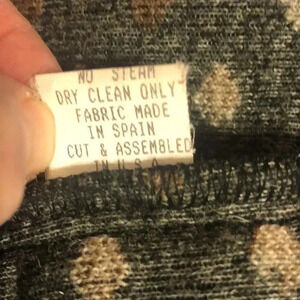 NO STEAM
DRY CLEAN ONLY
FABRIC MADE
IN SPAIN
CUT & ASSEMBLED
IN U.S.A.